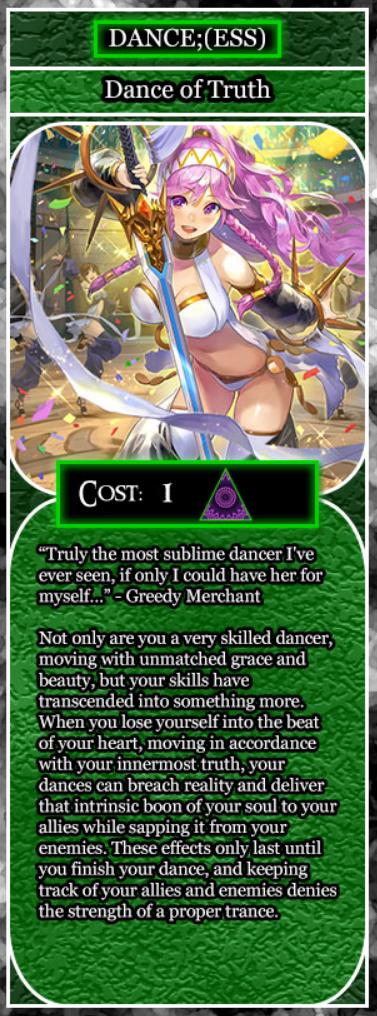 DANCE;(ESS)
Dance of Truth
COST: 1
“Truly the most sublime dancer I've
ever seen, if only I could have her for
myself...” - Greedy Merchant
Not only are you a very skilled dancer,
moving with unmatched grace and
beauty, but your skills have
transcended into something more.
When you lose yourself into the beat
of your heart, moving in accordance
with your innermost truth, your
dances can breach reality and deliver
that intrinsic boon of your soul to your
allies while sapping it from your
enemies. These effects only last until
you finish your dance, and keeping
track of your allies and enemies denies
the strength of a proper trance.